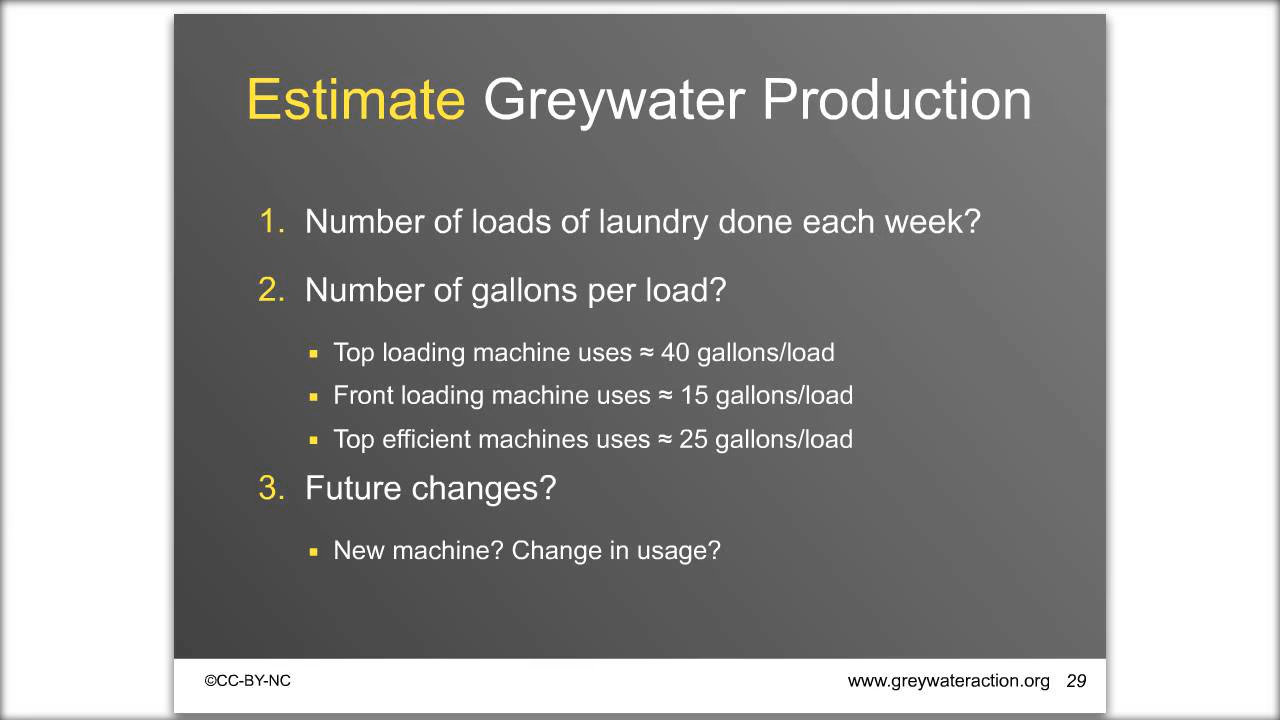 Estimate Greywater Production
1. Number of loads of laundry done each week?
2. Number of gallons per load?
▪ Top loading machine uses ≈ 40 gallons/load
▪ Front loading machine uses ≈ 15 gallons/load
▪ Top efficient machines uses ≈ 25 gallons/load
3. Future changes?
▪ New machine? Change in usage?
©CC-BY-NC
www.greywateraction.org 29